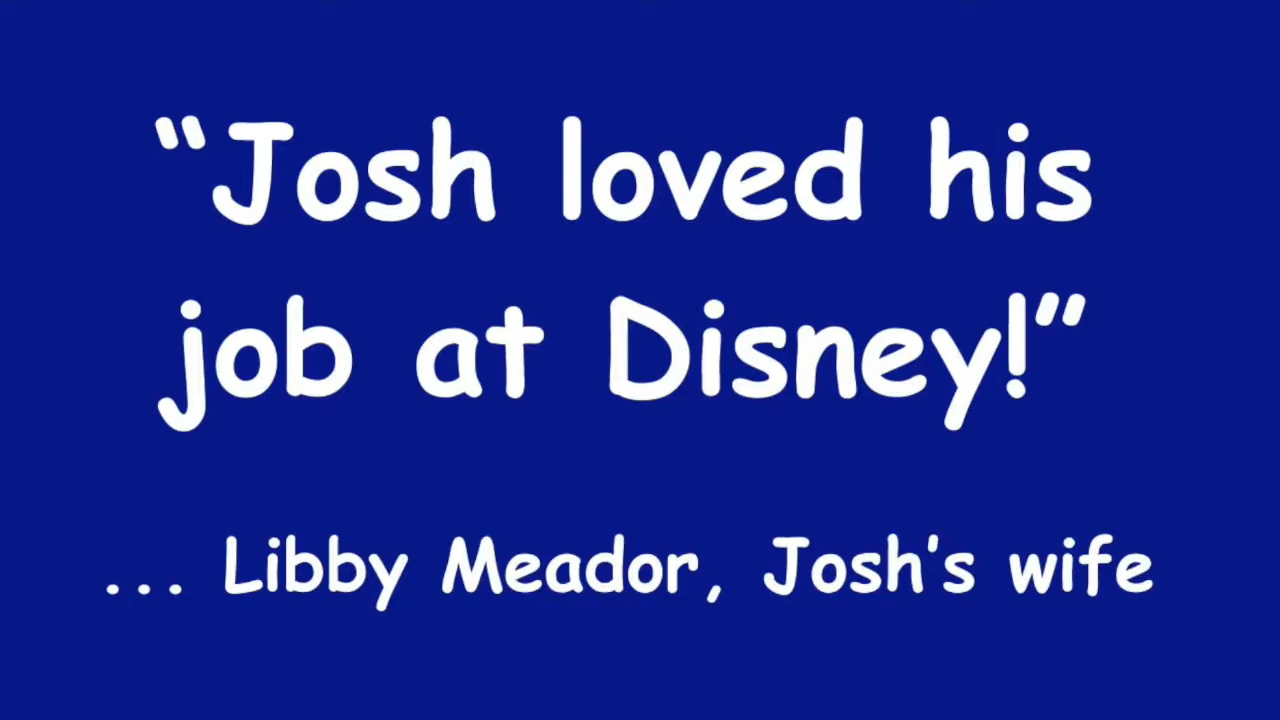 “Josh loved his
job at Disney!”
... Libby Meador, Josh's wife